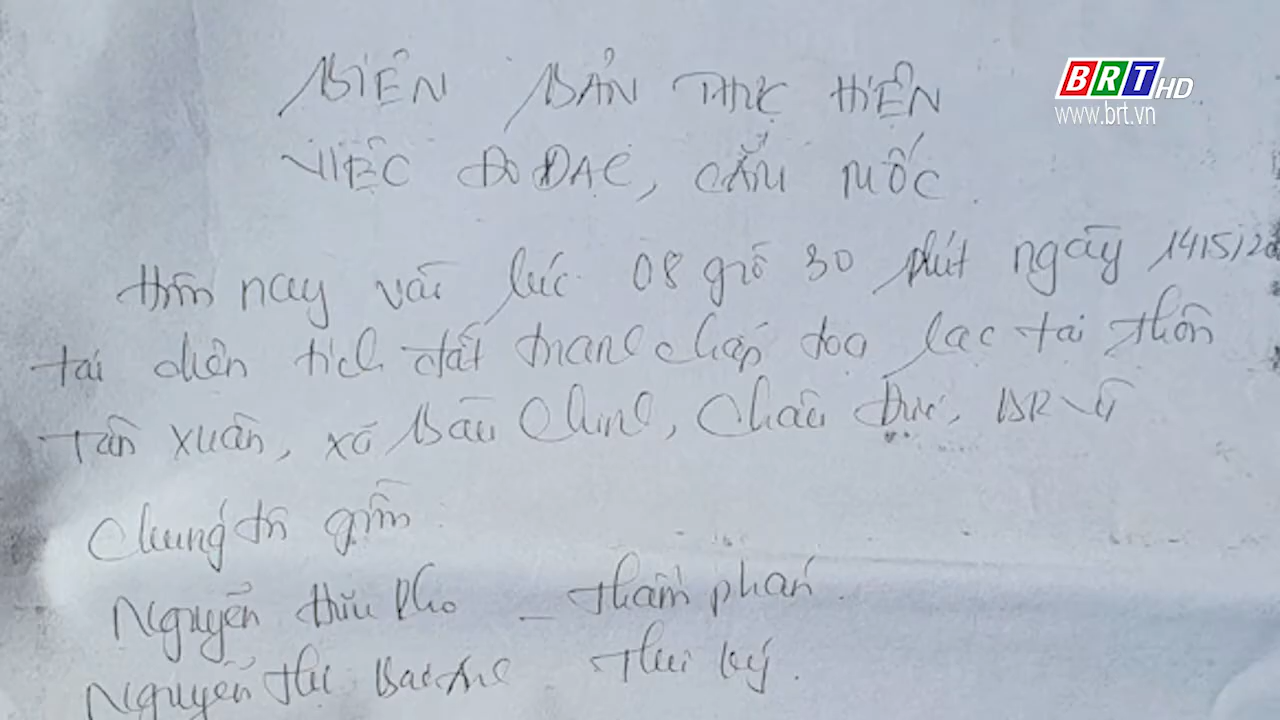 BRT HD
www.brt.vn
BIÊN BẢN THỰC HIỆN
VIỆC ĐO ĐẠC, CẮM MỐC
Hôm nay vào lúc 08 giờ 30 phút ngày 14/5/20
tại diện tích đất tranh chấp tọa lạc tại thôn
Tân Xuân, xã Bàu Chinh, Châu Đức, BR VT
Chúng tôi gồm
Nguyễn Hữu Pho – Thẩm phán.
Nguyễn Thị Thư ký.